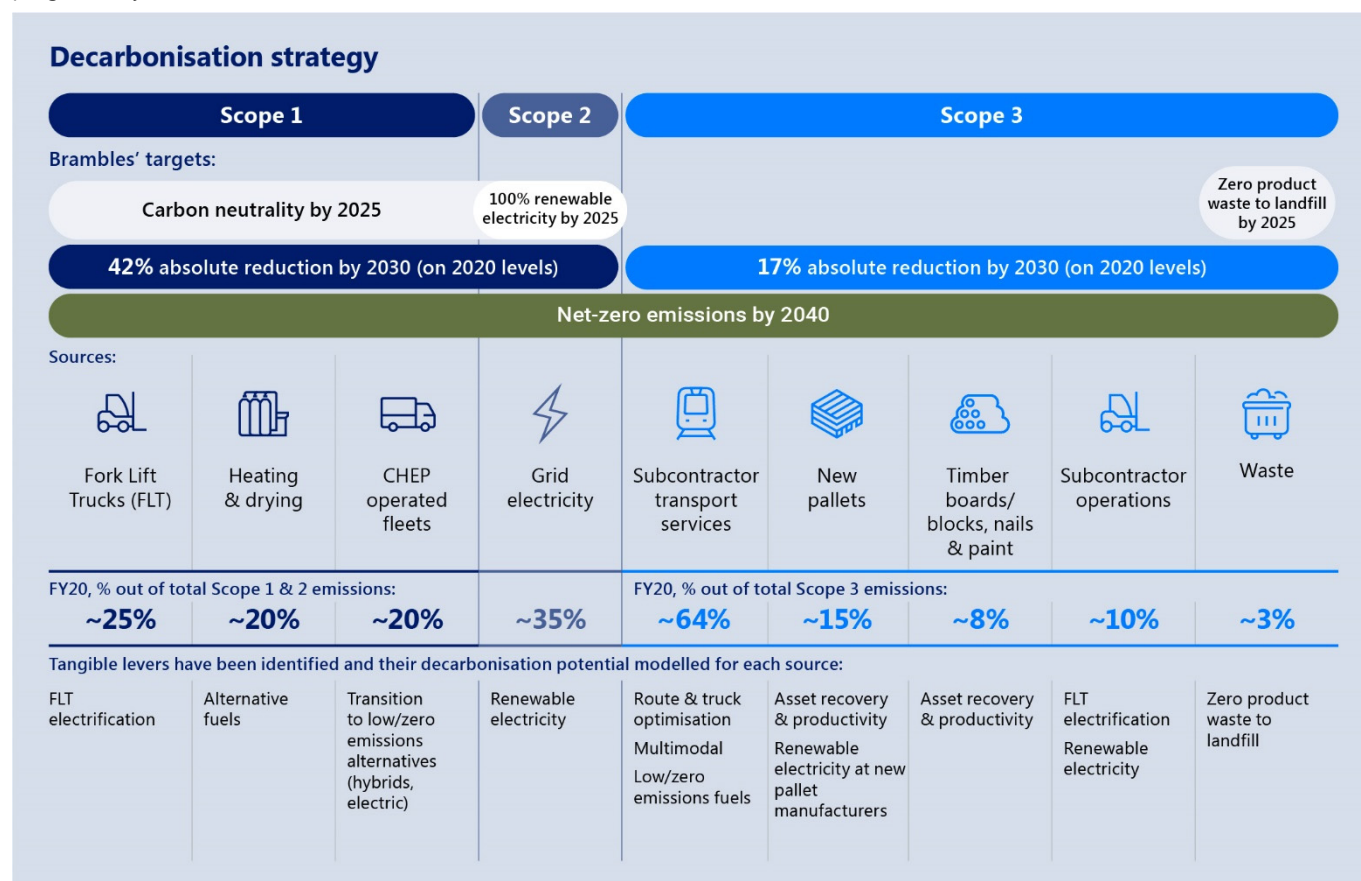 Decarbonisation strategy
Scope 1
Scope 2
Scope 3
Brambles’ targets:
Carbon neutrality by 2025
100% renewable
electricity by 2025
Zero product
waste to landfill
by 2025
42% absolute reduction by 2030 (on 2020 levels)
17% absolute reduction by 2030 (on 2020 levels)
Net-zero emissions by 2040
Sources:
Fork Lift
Trucks (FLT)
Heating
& drying
CHEP
operated
fleets
Grid
electricity
Subcontractor
transport
services
New
pallets
Timber
boards/
blocks, nails
& paint
Subcontractor
operations
Waste
FY20, % out of total Scope 1 & 2 emissions:
FY20, % out of total Scope 3 emissions:
~25%
~20%
~20%
~35%
~64%
~15%
~8%
~10%
~3%
Tangible levers have been identified and their decarbonisation potential modelled for each source:
FLT
electrification
Alternative
fuels
Transition
to low/zero
emissions
alternatives
(hybrids,
electric)
Renewable
electricity
Route & truck
optimisation
Multimodal
Low/zero
emissions fuels
Asset recovery
& productivity
Renewable
electricity at new
pallet
manufacturers
Asset recovery
& productivity
FLT
electrification
Renewable
electricity
Zero product
waste to
landfill